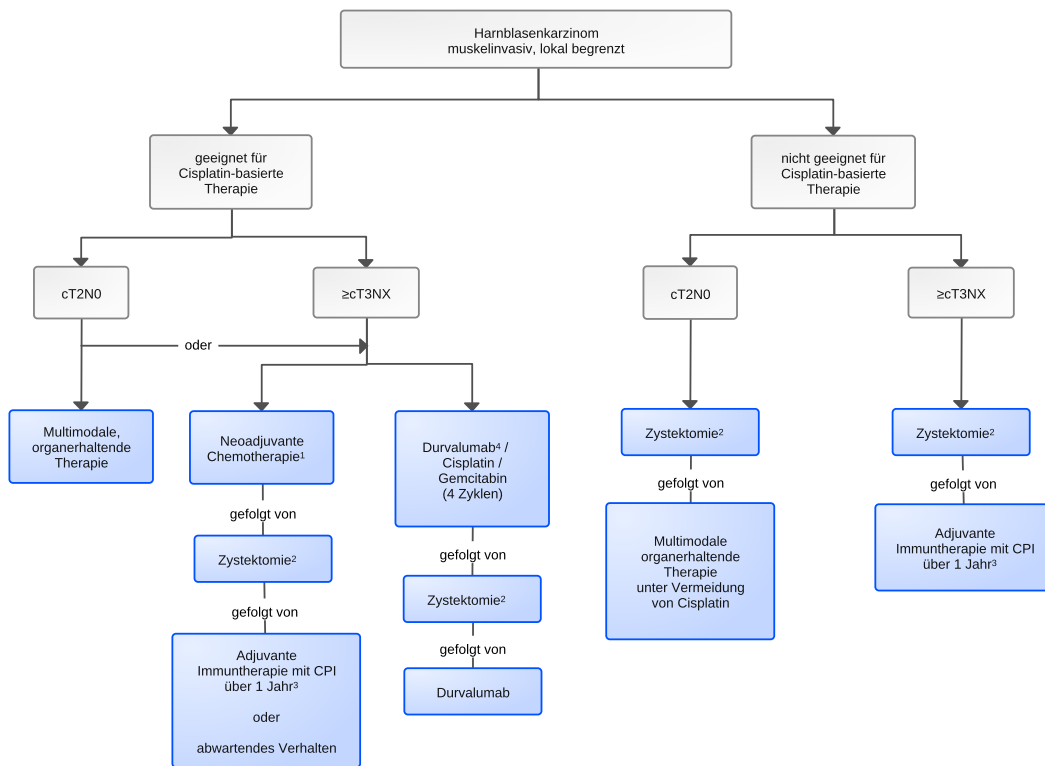 Harnblasenkarzinom
muskelinvasiv, lokal begrenzt
geeignet für
Cisplatin-basierte
Therapie
nicht geeignet für
Cisplatin-basierte
Therapie
cT2N0
≥cT3NX
cT2N0
≥cT3NX
oder
Multimodale,
organerhaltende
Therapie
Neoadjuvante
Chemotherapie¹
gefolgt von
Zystektomie²
gefolgt von
Adjuvante
Immuntherapie mit CPI
über 1 Jahr³
oder
abwartendes Verhalten
Durvalumab⁴ /
Cisplatin /
Gemcitabin
(4 Zyklen)
gefolgt von
Zystektomie²
gefolgt von
Durvalumab
Zystektomie²
gefolgt von
Multimodale
organerhaltende
Therapie
unter Vermeidung
von Cisplatin
Zystektomie²
gefolgt von
Adjuvante
Immuntherapie mit CPI
über 1 Jahr³